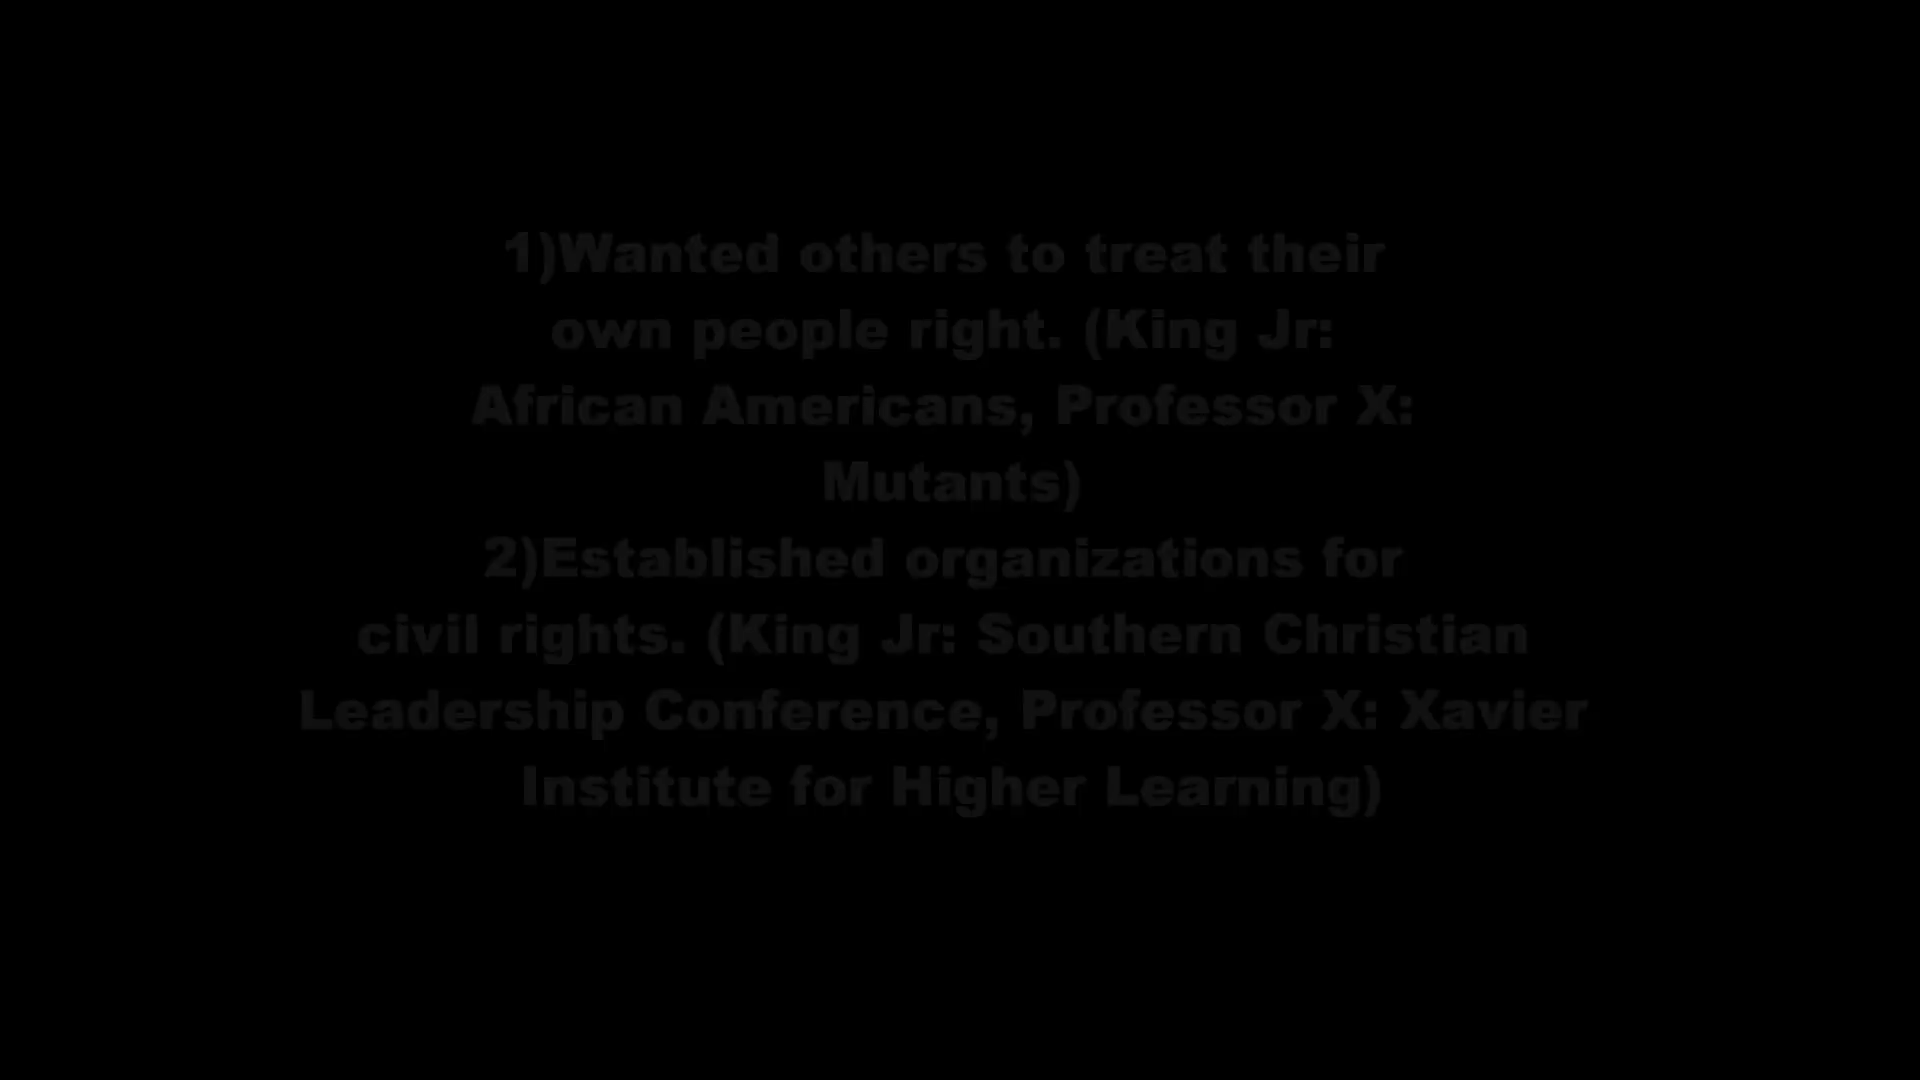 1)Wanted others to treat their
own people right. (King Jr:
African Americans, Professor X:
Mutants)
2)Established organizations for
civil rights. (King Jr: Southern Christian
Leadership Conference, Professor X: Xavier
Institute for Higher Learning)